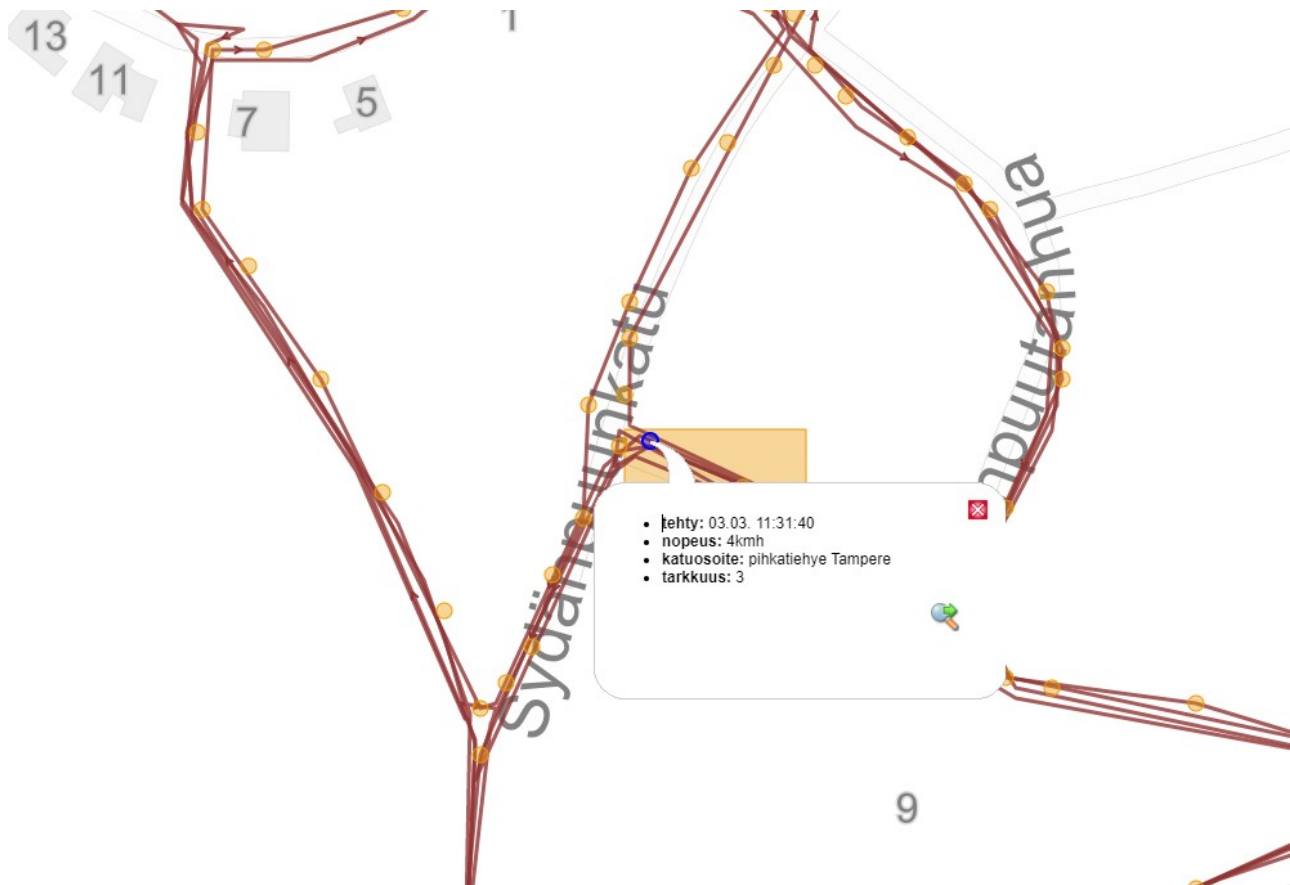 1
13
11
7
5
Sydänpuunkatu
tehty: 03.03. 11:31:40
nopeus: 4kmh
katuosoite: pihkatiehye Tampere
tarkkuus: 3
9